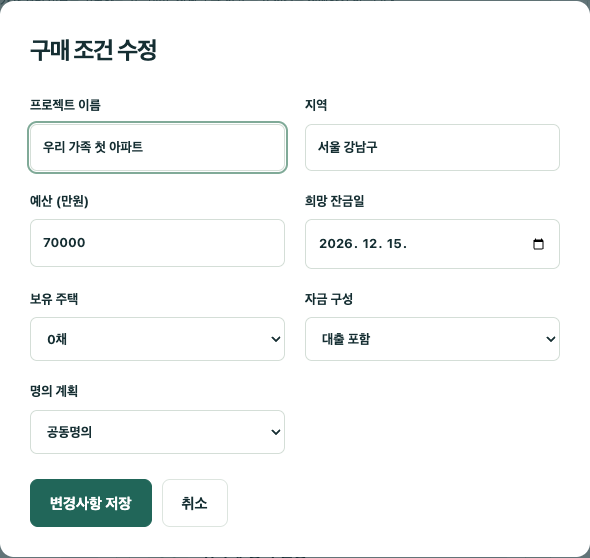 구매 조건 수정
프로젝트 이름
지역
우리 가족 첫 아파트
서울 강남구
예산 (만원)
희망 잔금일
70000
2026. 12. 15.
보유 주택
자금 구성
0채
대출 포함
명의 계획
공동명의
변경사항 저장
취소